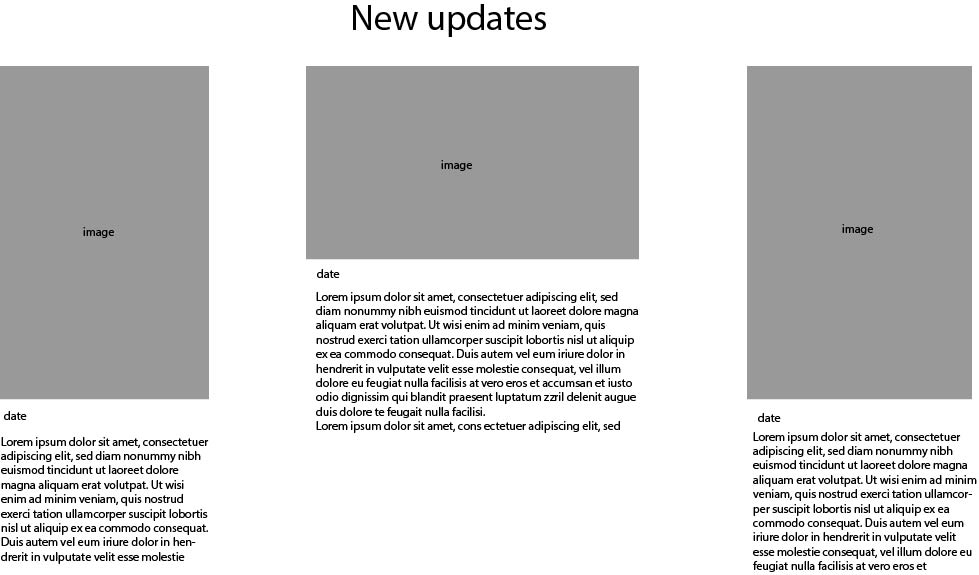 New updates
image
date
Lorem ipsum dolor sit amet, consectetuer
adipiscing elit, sed diam nonummy nibh
euismod tincidunt ut laoreet dolore
magna aliquam erat volutpat. Ut wisi
enim ad minim veniam, quis nostrud
exerci tation ullamcorper suscipit lobortis
nisl ut aliquip ex ea commodo consequat.
Duis autem vel eum iriure dolor in hen-
drerit in vulputate velit esse molestie
image
date
Lorem ipsum dolor sit amet, consectetuer adipiscing elit, sed
diam nonummy nibh euismod tincidunt ut laoreet dolore magna
aliquam erat volutpat. Ut wisi enim ad minim veniam, quis
nostrud exerci tation ullamcorper suscipit lobortis nisl ut aliquip
ex ea commodo consequat. Duis autem vel eum iriure dolor in
hendrerit in vulputate velit esse molestie consequat, vel illum
dolore eu feugiat nulla facilisis at vero eros et accumsan et iusto
odio dignissim qui blandit praesent luptatum zzril delenit augue
duis dolore te feugait nulla facilisi.
Lorem ipsum dolor sit amet, cons ectetuer adipiscing elit, sed
image
date
Lorem ipsum dolor sit amet, consectetuer
adipiscing elit, sed diam nonummy nibh
euismod tincidunt ut laoreet dolore magna
aliquam erat volutpat. Ut wisi enim ad minim
veniam, quis nostrud exerci tation ullamcor-
per suscipit lobortis nisl ut aliquip ex ea
commodo consequat. Duis autem vel eum
iriure dolor in hendrerit in vulputate velit
esse molestie consequat, vel illum dolore eu
feugiat nulla facilisis at vero eros et